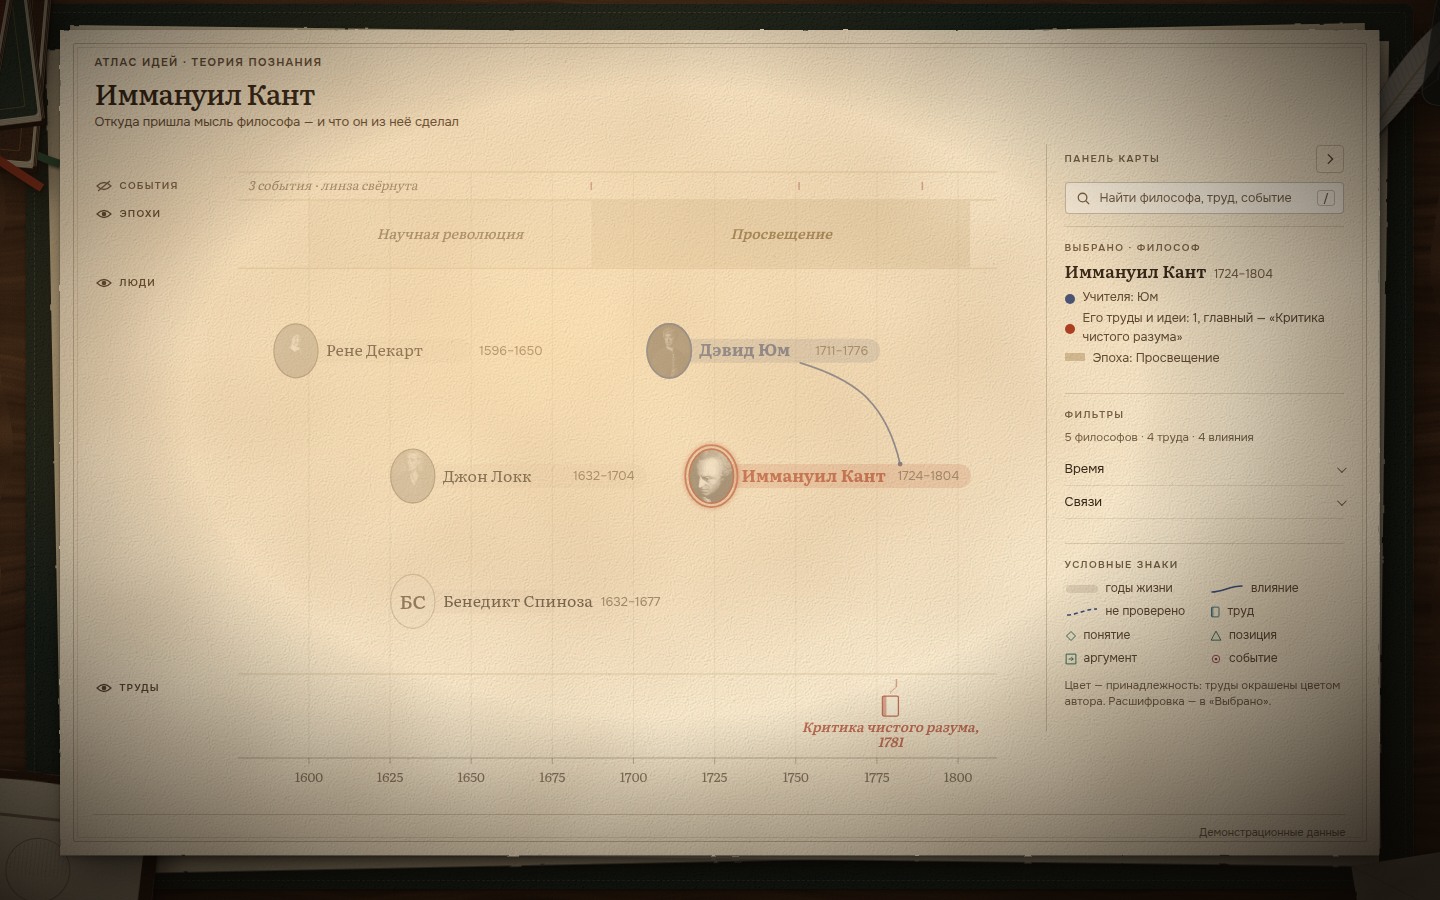 АТЛАС ИДЕЙ · ТЕОРИЯ ПОЗНАНИЯ
Иммануил Кант
Откуда пришла мысль философа — и что он из неё сделал
СОБЫТИЯ
3 события · линза свёрнута
ЭПОХИ
Научная революция
Просвещение
ЛЮДИ
Рене Декарт 1596–1650
Дэвид Юм 1711–1776
Джон Локк 1632–1704
Иммануил Кант 1724–1804
БС Бенедикт Спиноза 1632–1677
ТРУДЫ
Критика чистого разума,
1781
1600 1625 1650 1675 1700 1725 1750 1775 1800
ПАНЕЛЬ КАРТЫ
Найти философа, труд, событие /
ВЫБРАНО · ФИЛОСОФ
Иммануил Кант 1724–1804
Учителя: Юм
Его труды и идеи: 1, главный — «Критика
чистого разума»
Эпоха: Просвещение
ФИЛЬТРЫ
5 философов · 4 труда · 4 влияния
Время
Связи
УСЛОВНЫЕ ЗНАКИ
годы жизни влияние
не проверено труд
понятие позиция
аргумент событие
Цвет — принадлежность: труды окрашены цветом
автора. Расшифровка — в «Выбрано».
Демонстрационные данные